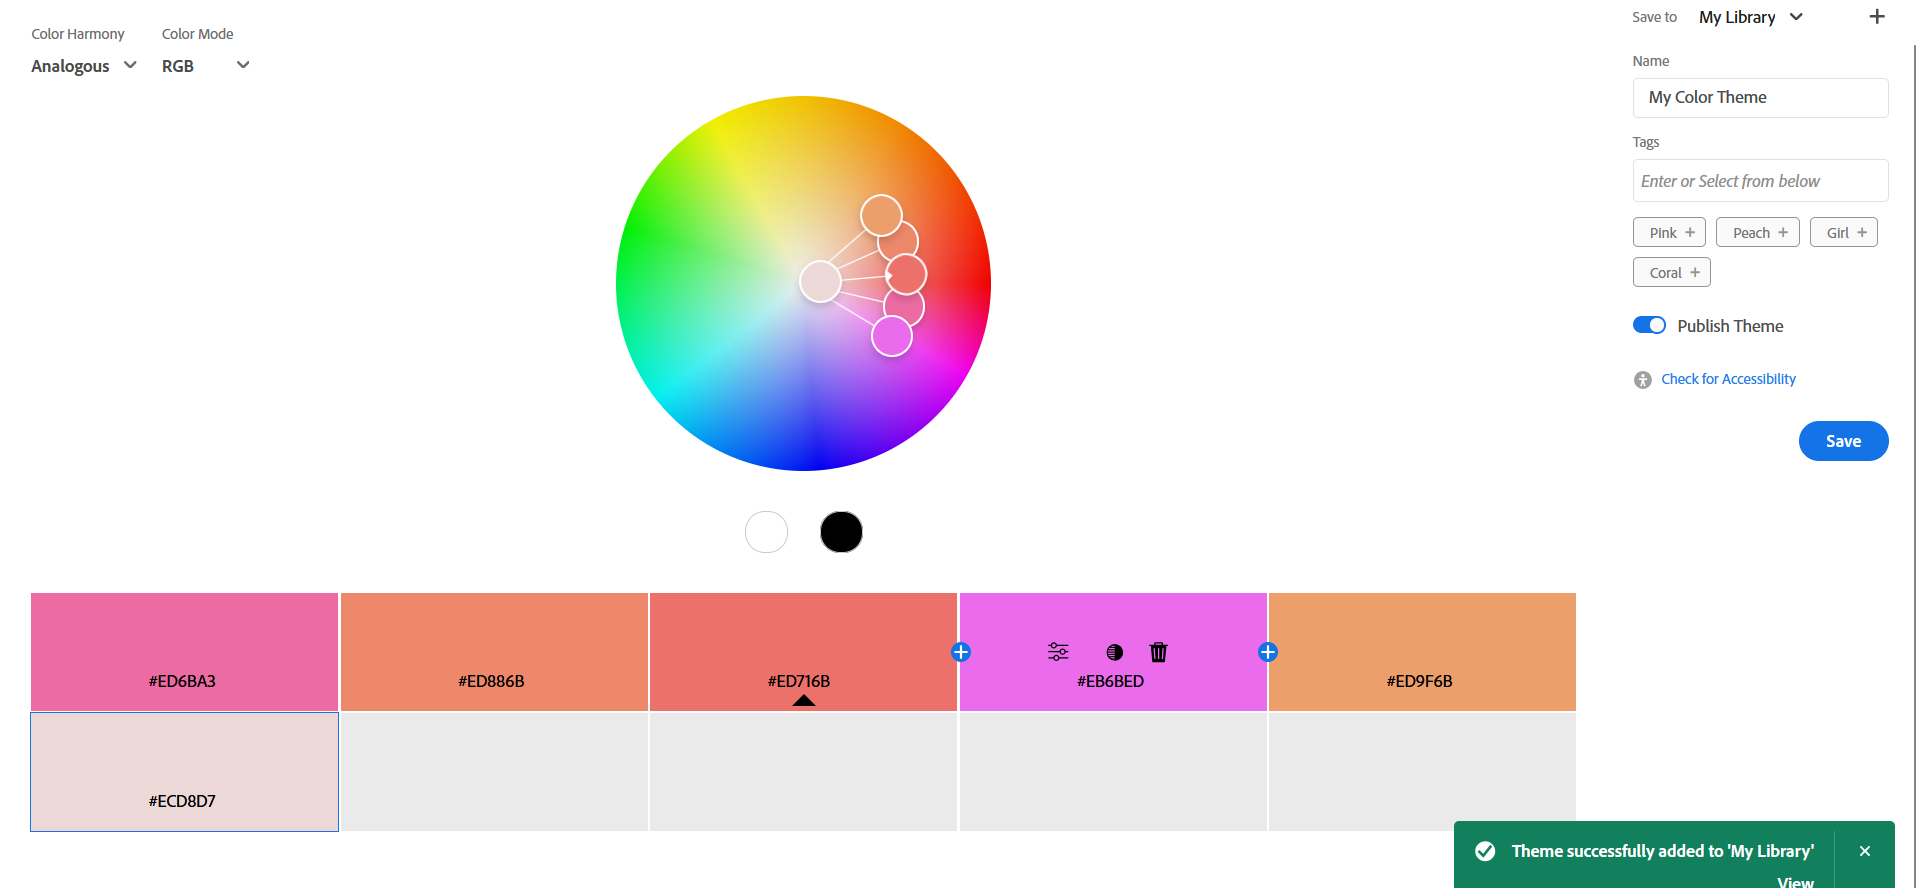 Color Harmony
Color Mode
Analogous
RGB
Save to
My Library
Name
My Color Theme
Tags
Enter or Select from below
Pink +
Peach +
Girl +
Coral +
Publish Theme
Check for Accessibility
Save
#ED6BA3
#ED886B
#ED716B
#EB6BED
#ED9F6B
#ECD8D7
Theme successfully added to 'My Library'
View